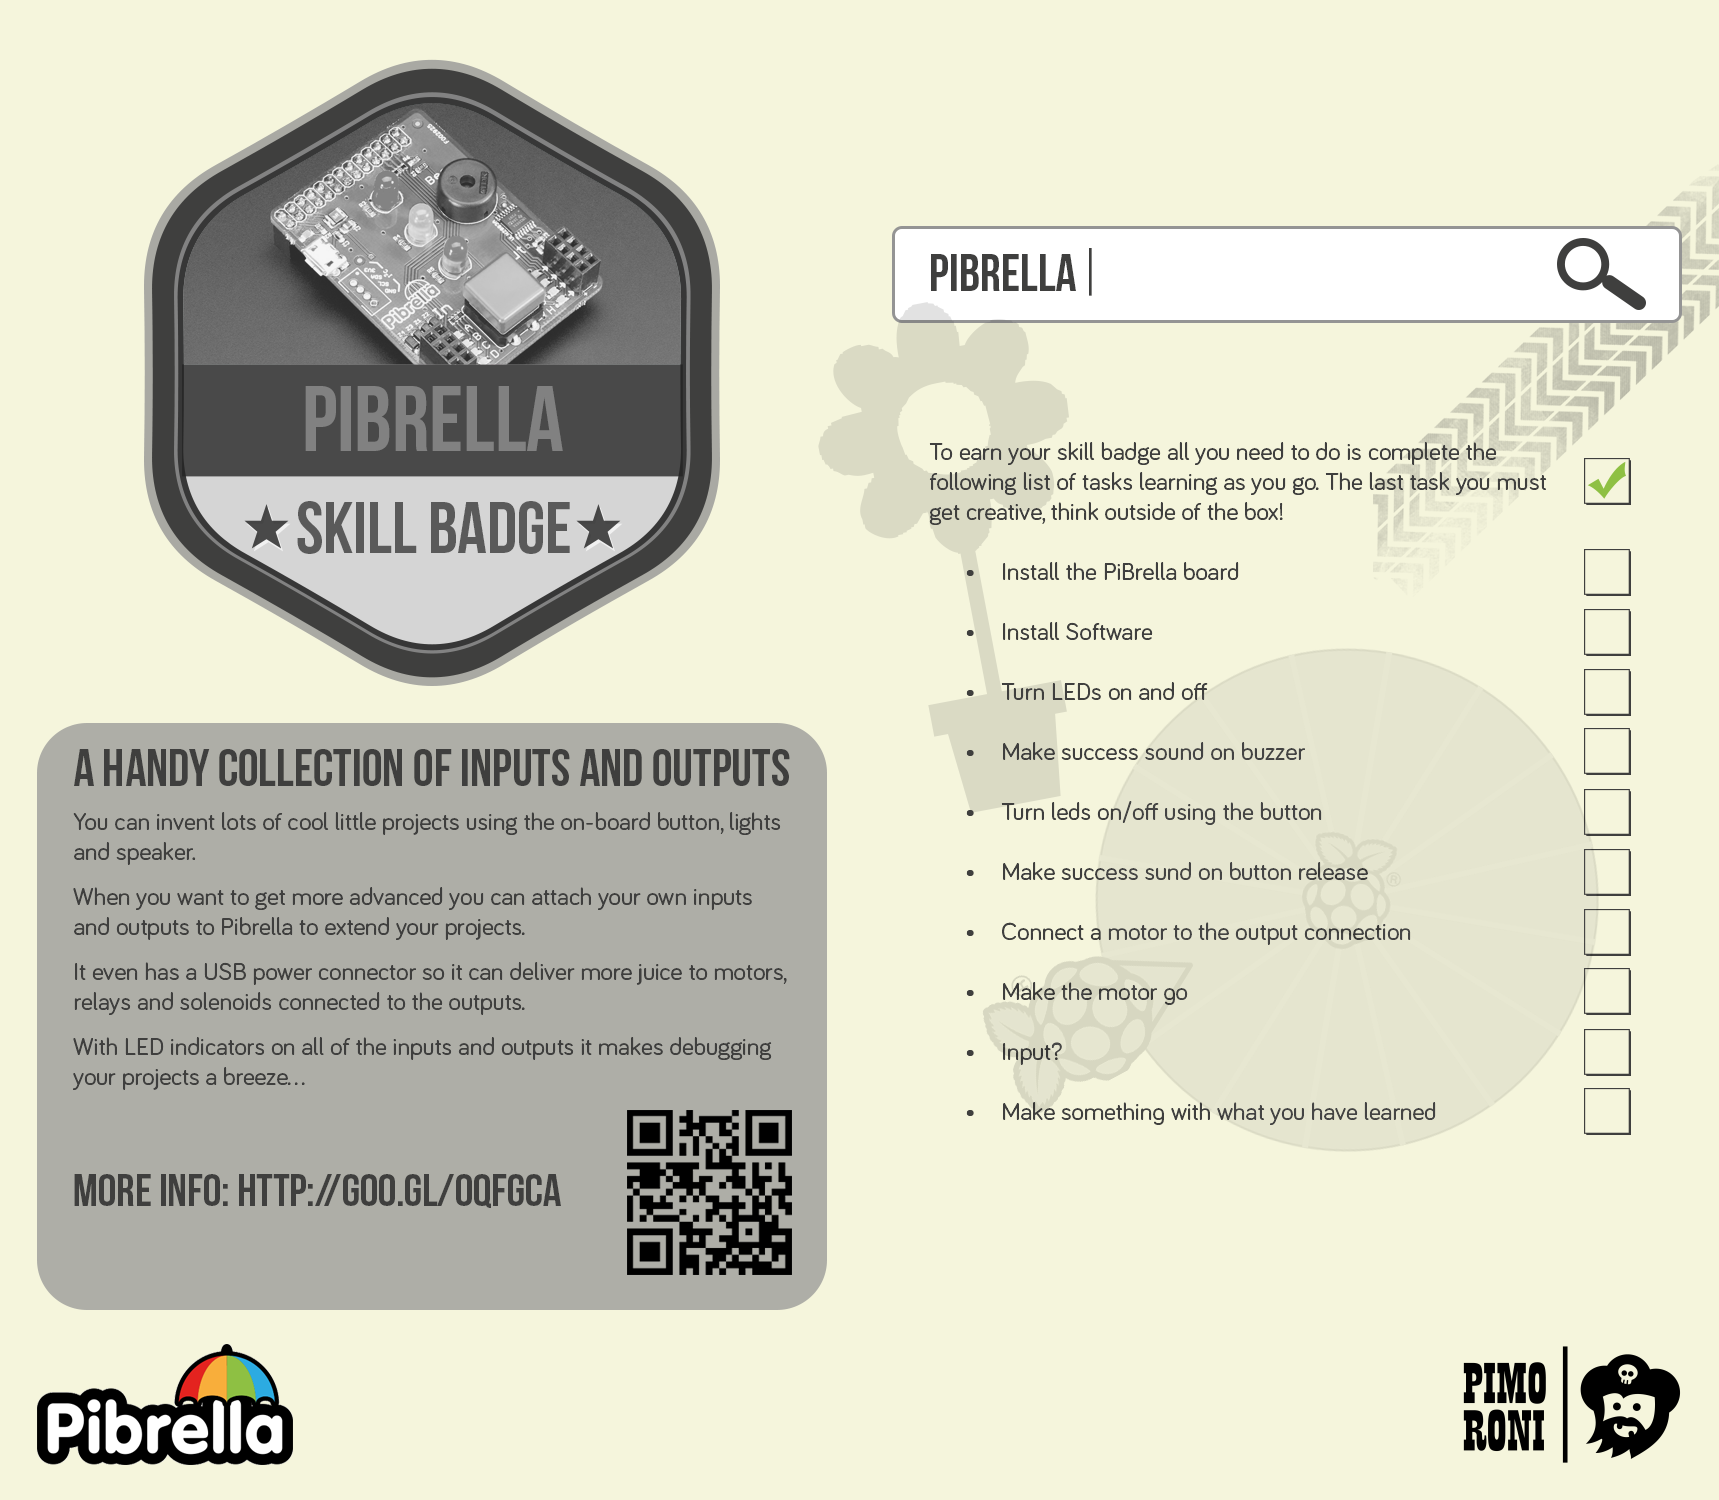 Pibrella
PIBRELLA
SKILL BADGE
A HANDY COLLECTION OF INPUTS AND OUTPUTS
You can invent lots of cool little projects using the on-board button, lights
and speaker.
When you want to get more advanced you can attach your own inputs
and outputs to Pibrella to extend your projects.
It even has a USB power connector so it can deliver more juice to motors,
relays and solenoids connected to the outputs.
With LED indicators on all of the inputs and outputs it makes debugging
your projects a breeze...
MORE INFO: HTTP://GOO.GL/OQFGCA
Pibrella
PIBRELLA
To earn your skill badge all you need to do is complete the
following list of tasks learning as you go. The last task you must
get creative, think outside of the box!
• Install the PiBrella board
• Install Software
• Turn LEDs on and off
• Make success sound on buzzer
• Turn leds on/off using the button
• Make success sund on button release
• Connect a motor to the output connection
• Make the motor go
• Input?
• Make something with what you have learned
PIMO
RONI